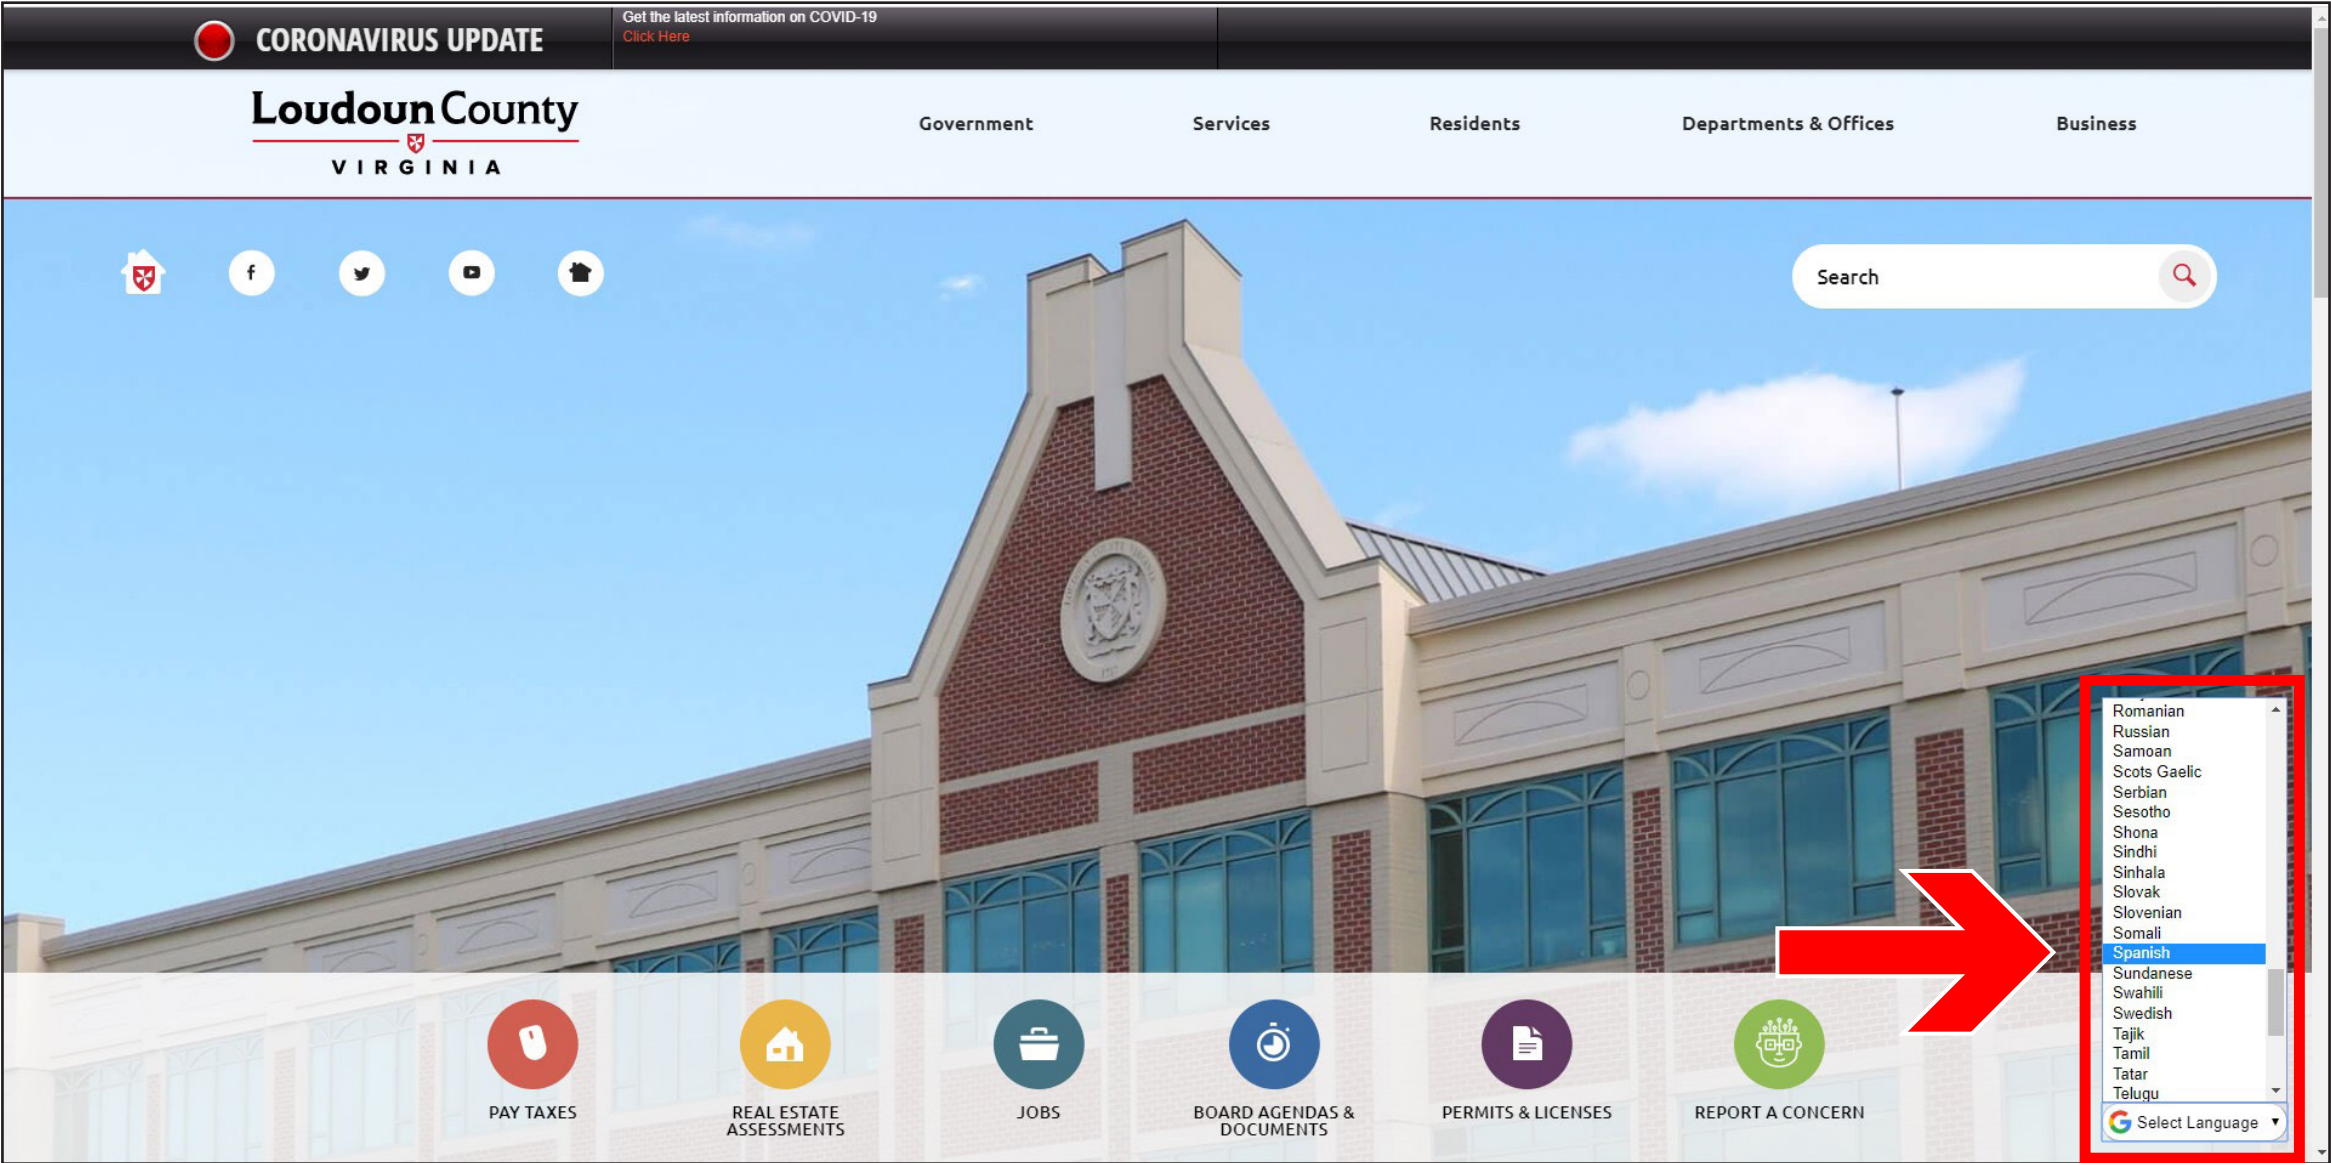 CORONAVIRUS UPDATE
Get the latest information on COVID-19
Click Here
Loudoun County
VIRGINIA
Government
Services
Residents
Departments & Offices
Business
Search
Romanian
Russian
Samoan
Scots Gaelic
Serbian
Sesotho
Shona
Sindhi
Sinhala
Slovak
Slovenian
Somali
Spanish
Sundanese
Swahili
Swedish
Tajik
Tamil
Tatar
Telugu
Select Language
PAY TAXES
REAL ESTATE
ASSESSMENTS
JOBS
BOARD AGENDAS &
DOCUMENTS
PERMITS & LICENSES
REPORT A CONCERN